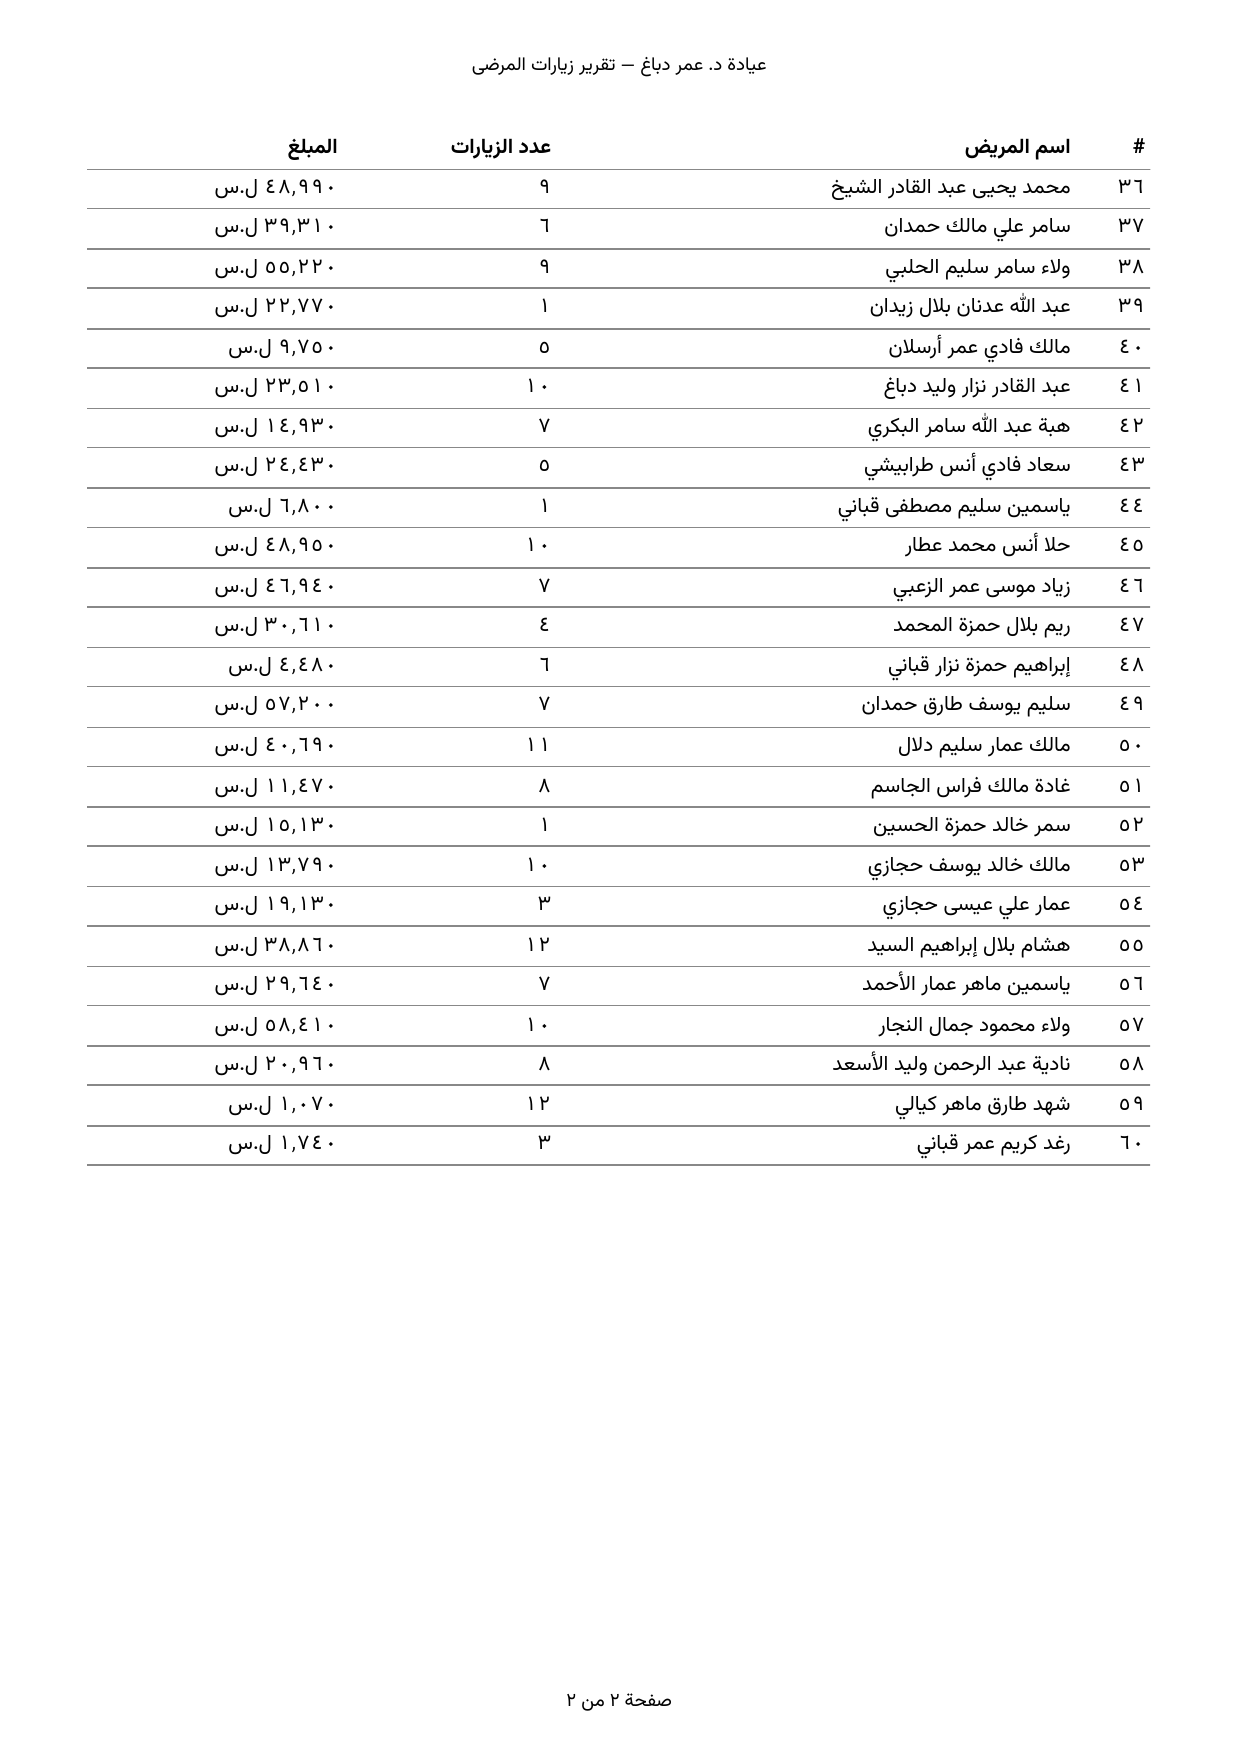 عيادة د. عمر دباغ — تقرير زيارات المرضى
# اسم المريض عدد الزيارات المبلغ
٣٦ محمد يحيى عبد القادر الشيخ ٩ ٤٨,٩٩٠ ل.س
٣٧ سامر علي مالك حمدان ٦ ٣٩,٣١٠ ل.س
٣٨ ولاء سامر سليم الحلبي ٩ ٥٥,٢٢٠ ل.س
٣٩ عبد الله عدنان بلال زيدان ١ ٢٢,٧٧٠ ل.س
٤٠ مالك فادي عمر أرسلان ٥ ٩,٧٥٠ ل.س
٤١ عبد القادر نزار وليد دباغ ١٠ ٢٣,٥١٠ ل.س
٤٢ هبة عبد الله سامر البكري ٧ ١٤,٩٣٠ ل.س
٤٣ سعاد فادي أنس طرابيشي ٥ ٢٤,٤٣٠ ل.س
٤٤ ياسمين سليم مصطفى قباني ١ ٦,٨٠٠ ل.س
٤٥ حلا أنس محمد عطار ١٠ ٤٨,٩٥٠ ل.س
٤٦ زياد موسى عمر الزعبي ٧ ٤٦,٩٤٠ ل.س
٤٧ ريم بلال حمزة المحمد ٤ ٣٠,٦١٠ ل.س
٤٨ إبراهيم حمزة نزار قباني ٦ ٤,٤٨٠ ل.س
٤٩ سليم يوسف طارق حمدان ٧ ٥٧,٢٠٠ ل.س
٥٠ مالك عمار سليم دلال ١١ ٤٠,٦٩٠ ل.س
٥١ غادة مالك فراس الجاسم ٨ ١١,٤٧٠ ل.س
٥٢ سمر خالد حمزة الحسين ١ ١٥,١٣٠ ل.س
٥٣ مالك خالد يوسف حجازي ١٠ ١٣,٧٩٠ ل.س
٥٤ عمار علي عيسى حجازي ٣ ١٩,١٣٠ ل.س
٥٥ هشام بلال إبراهيم السيد ١٢ ٣٨,٨٦٠ ل.س
٥٦ ياسمين ماهر عمار الأحمد ٧ ٢٩,٦٤٠ ل.س
٥٧ ولاء محمود جمال النجار ١٠ ٥٨,٤١٠ ل.س
٥٨ نادية عبد الرحمن وليد الأسعد ٨ ٢٠,٩٦٠ ل.س
٥٩ شهد طارق ماهر كيالي ١٢ ١,٠٧٠ ل.س
٦٠ رغد كريم عمر قباني ٣ ١,٧٤٠ ل.س
صفحة ٢ من ٢